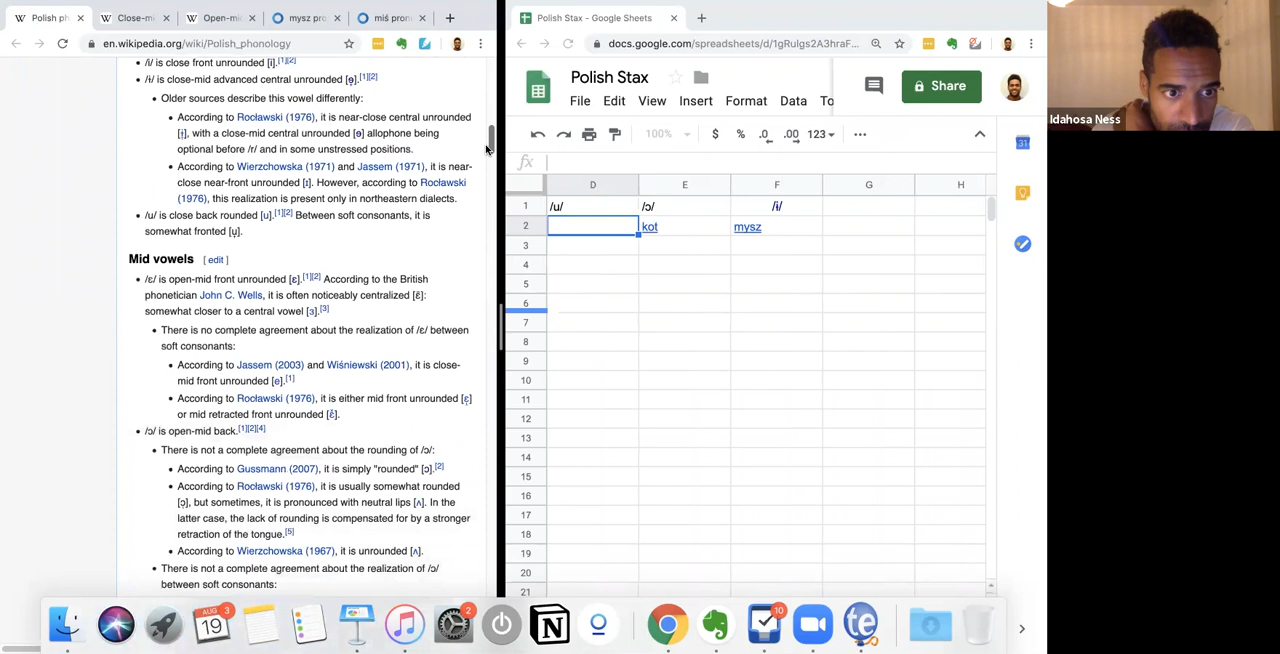 Polish ph
Close-mi
Open-mi
mysz pro
miś pron
en.wikipedia.org/wiki/Polish_phonology
/i/ is close front unrounded [i].[1][2]
/ɨ/ is close-mid advanced central unrounded [ɘ̟].[1][2]
Older sources describe this vowel differently:
According to Rocławski (1976), it is near-close central unrounded
[ɨ̞], with a close-mid central unrounded [ɘ] allophone being
optional before /r/ and in some unstressed positions.
According to Wierzchowska (1971) and Jassem (1971), it is near-
close near-front unrounded [ɪ]. However, according to Rocławski
(1976), this realization is present only in northeastern dialects.
/u/ is close back rounded [u].[1][2] Between soft consonants, it is
somewhat fronted [u̟].
Mid vowels [ edit ]
/ɛ/ is open-mid front unrounded [ɛ].[1][2] According to the British
phonetician John C. Wells, it is often noticeably centralized [ɛ̈]:
somewhat closer to a central vowel [ɜ].[3]
There is no complete agreement about the realization of /ɛ/ between
soft consonants:
According to Jassem (2003) and Wiśniewski (2001), it is close-
mid front unrounded [e].[1]
According to Rocławski (1976), it is either mid front unrounded [e̞]
or mid retracted front unrounded [ɛ̽].
/ɔ/ is open-mid back.[1][2][4]
There is not a complete agreement about the rounding of /ɔ/:
According to Gussmann (2007), it is simply "rounded" [ɔ].[2]
According to Rocławski (1976), it is usually somewhat rounded
[ɔ̜], but sometimes, it is pronounced with neutral lips [ʌ]. In the
latter case, the lack of rounding is compensated for by a stronger
retraction of the tongue.[5]
According to Wierzchowska (1967), it is unrounded [ʌ].
There is not a complete agreement about the realization of /ɔ/
between soft consonants:
Polish Stax - Google Sheets
docs.google.com/spreadsheets/d/1gRulgs2A3hraF...
Polish Stax
File Edit View Insert Format Data To
Share
100% $ % .0 .00 123
fx
D E F G H
1 /u/ /ɔ/ /ɨ/
2 kot mysz
3
4
5
6
7
8
9
10
11
12
13
14
15
16
17
18
19
20
21
31
Idahosa Ness
AUG 3
19
2
N
10
te